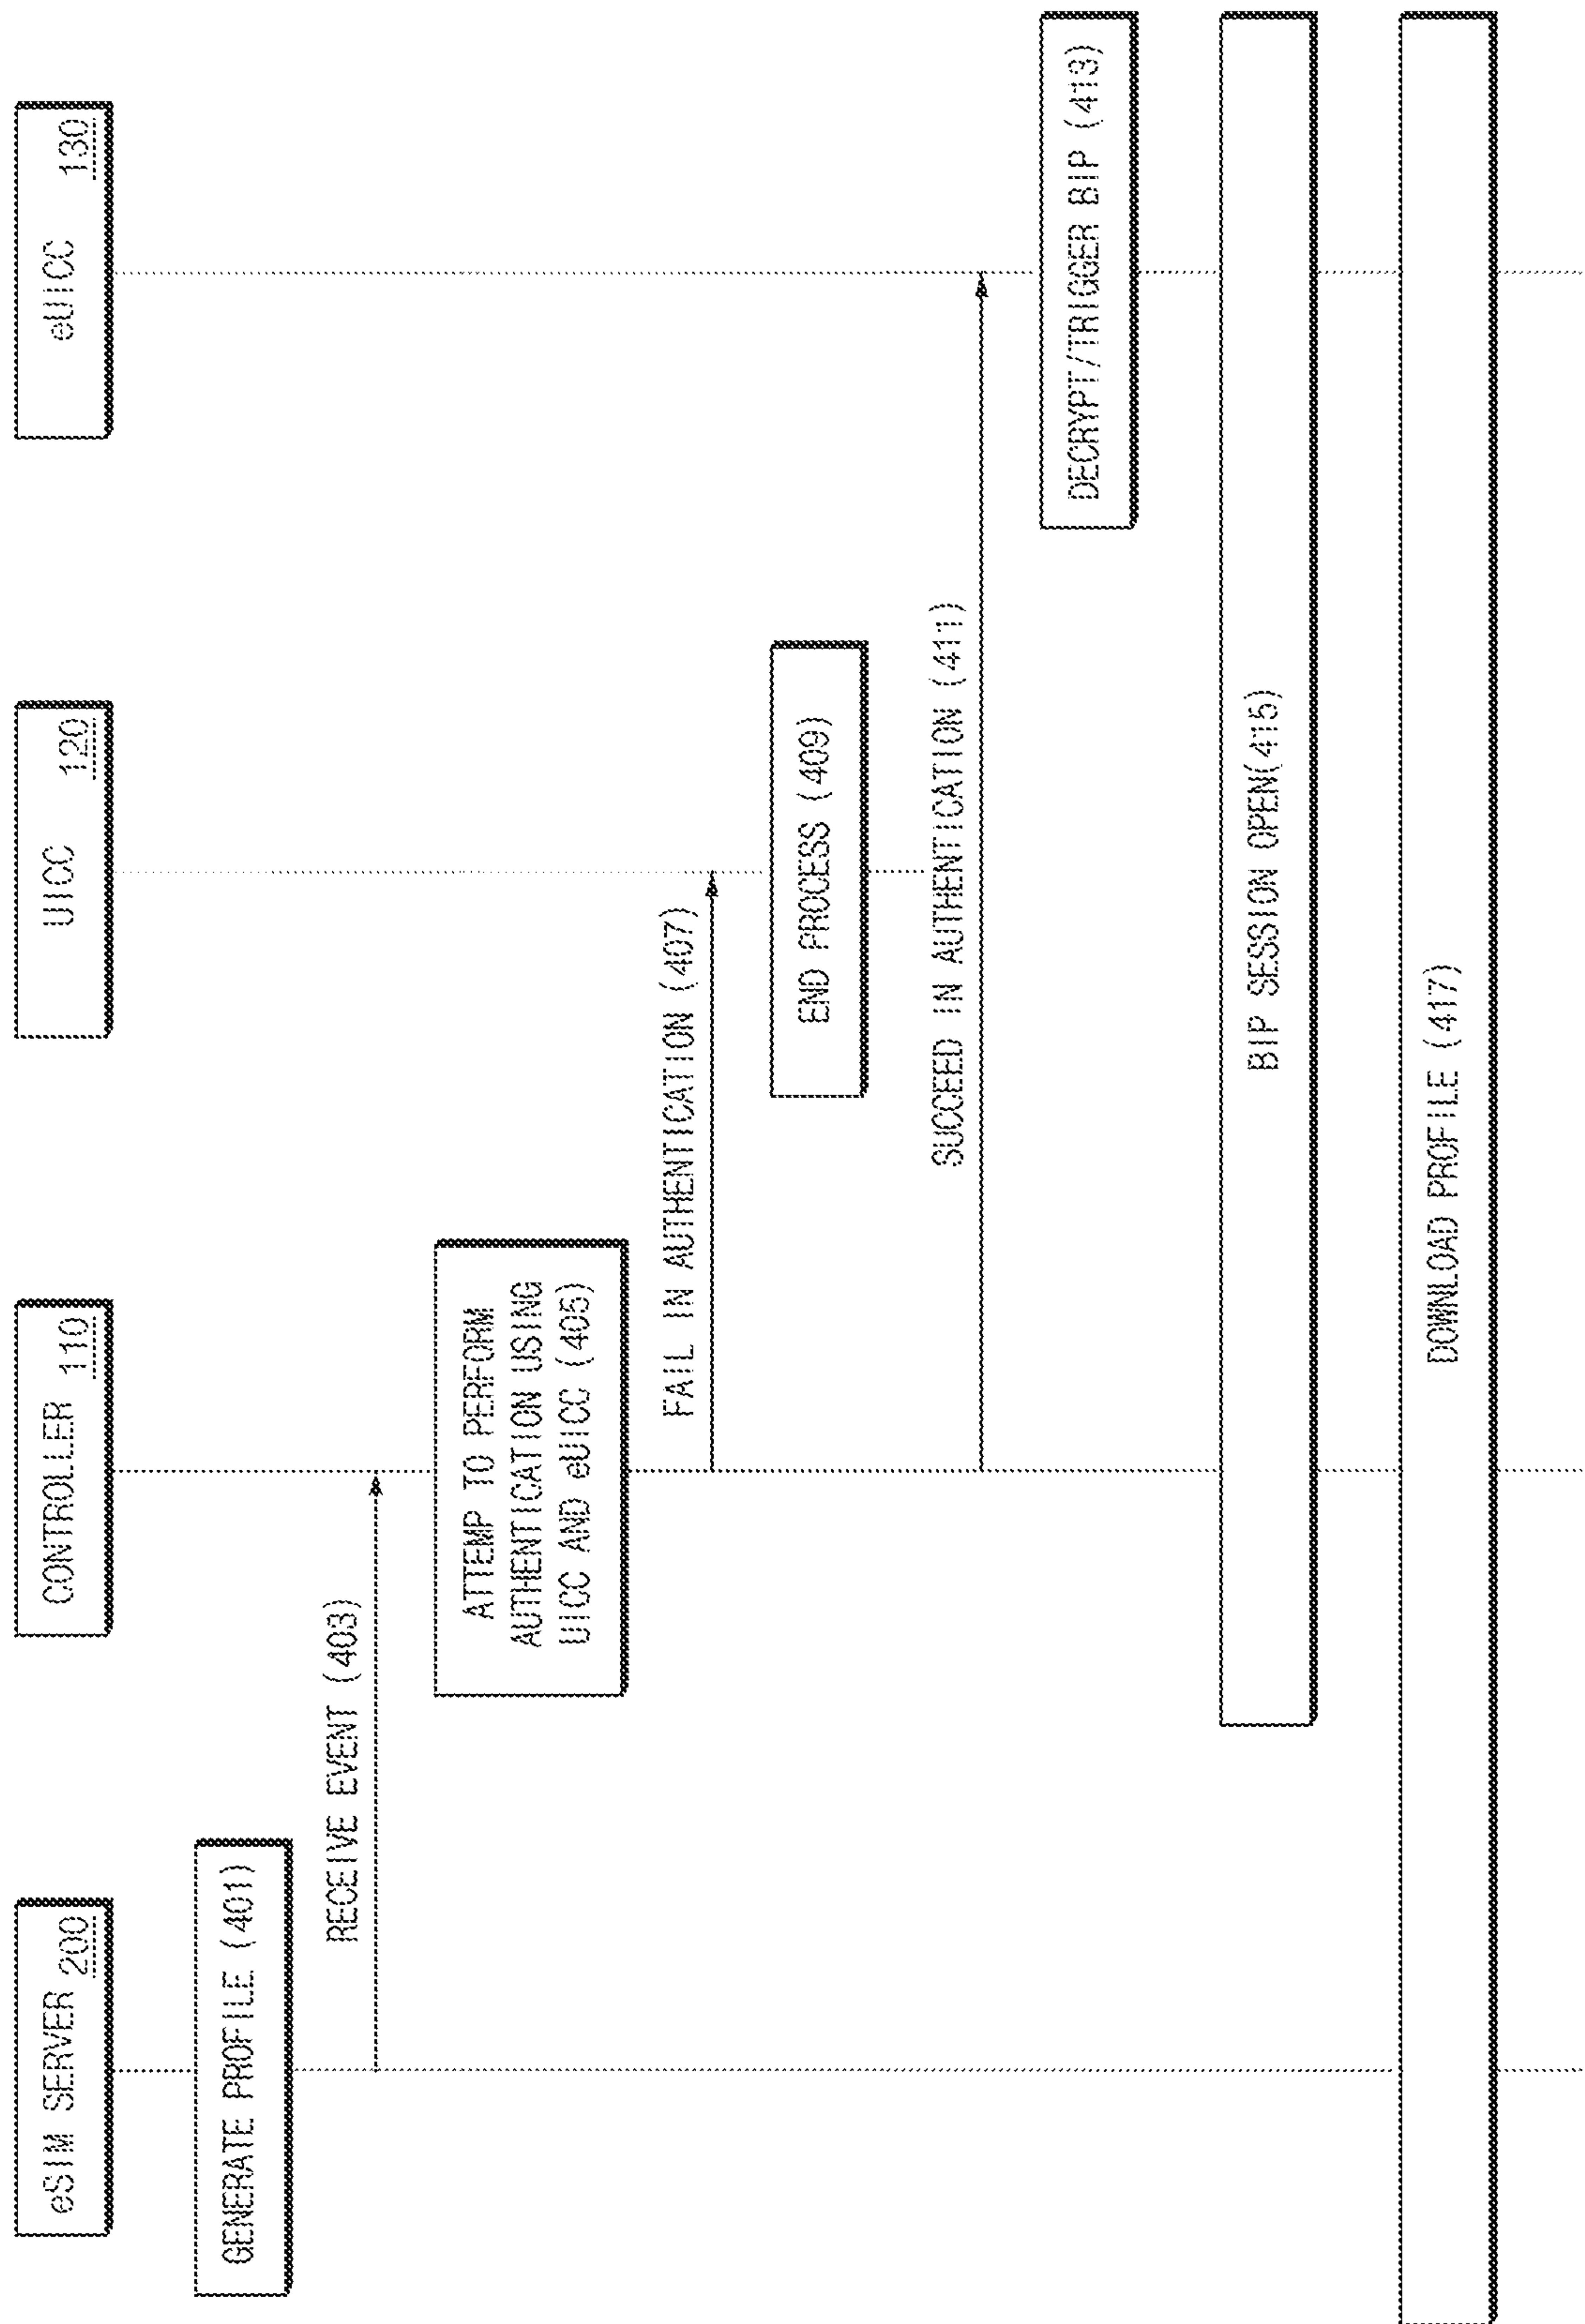 eSIM SERVER 200
CONTROLLER 110
UICC 120
eUICC 130
GENERATE PROFILE (401)
RECEIVE EVENT (403)
ATTEMP TO PERFORM
AUTHENTICATION USING
UICC AND eUICC (405)
FAIL IN AUTHENTICATION (407)
END PROCESS (409)
SUCCEED IN AUTHENTICATION (411)
DECRYPT/TRIGGER BIP (413)
BIP SESSION OPEN(415)
DOWNLOAD PROFILE (417)